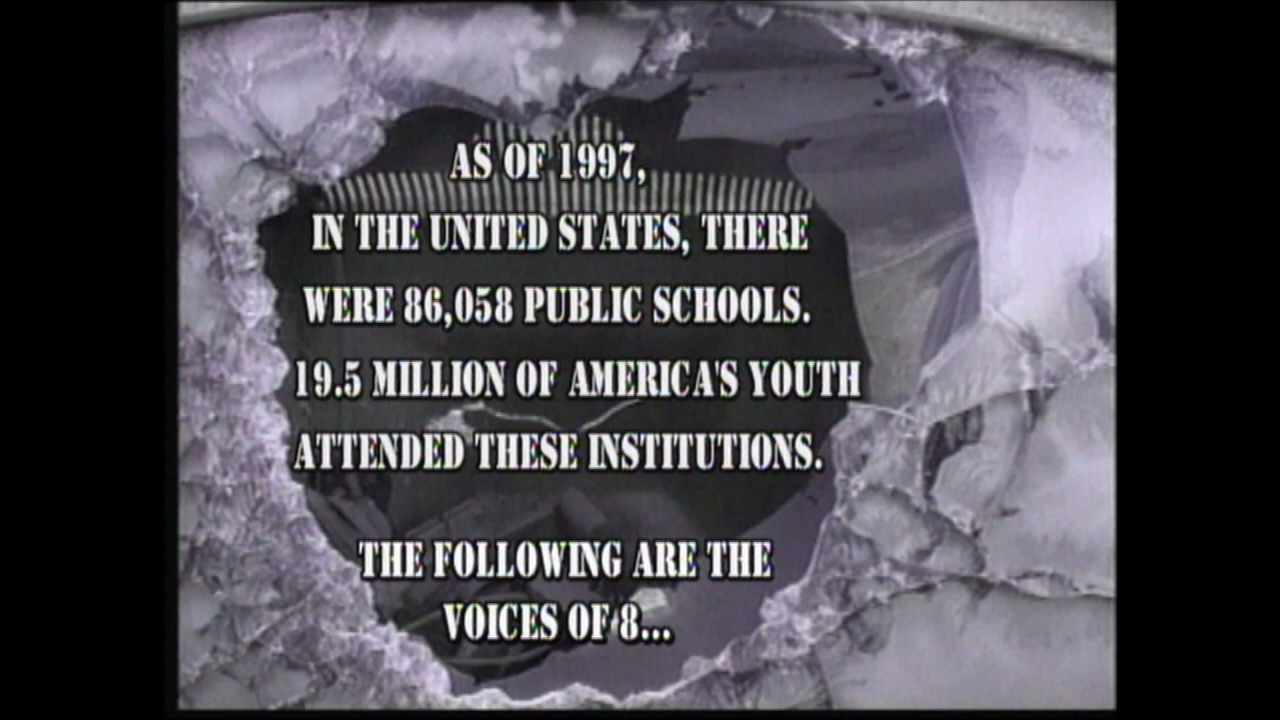 AS OF 1997,
IN THE UNITED STATES, THERE
WERE 86,058 PUBLIC SCHOOLS.
19.5 MILLION OF AMERICA'S YOUTH
ATTENDED THESE INSTITUTIONS.
THE FOLLOWING ARE THE
VOICES OF 8...